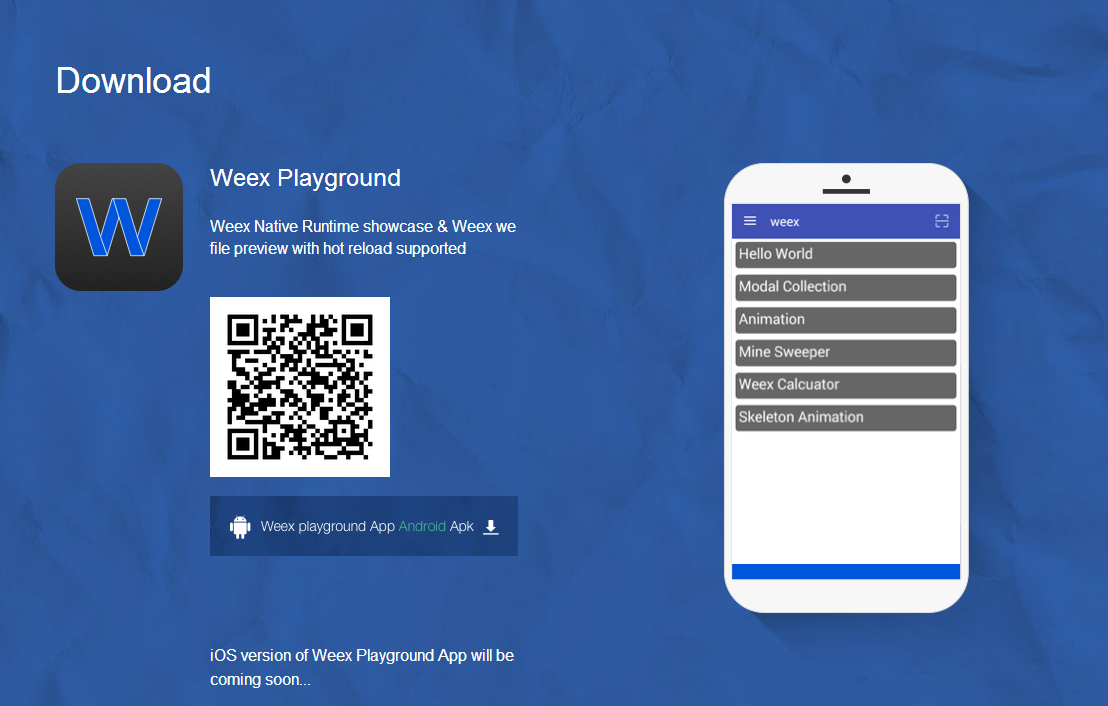 Download
W
Weex Playground
Weex Native Runtime showcase & Weex we
file preview with hot reload supported
Weex playground App Android Apk
iOS version of Weex Playground App will be
coming soon...
weex
Hello World
Modal Collection
Animation
Mine Sweeper
Weex Calcuator
Skeleton Animation